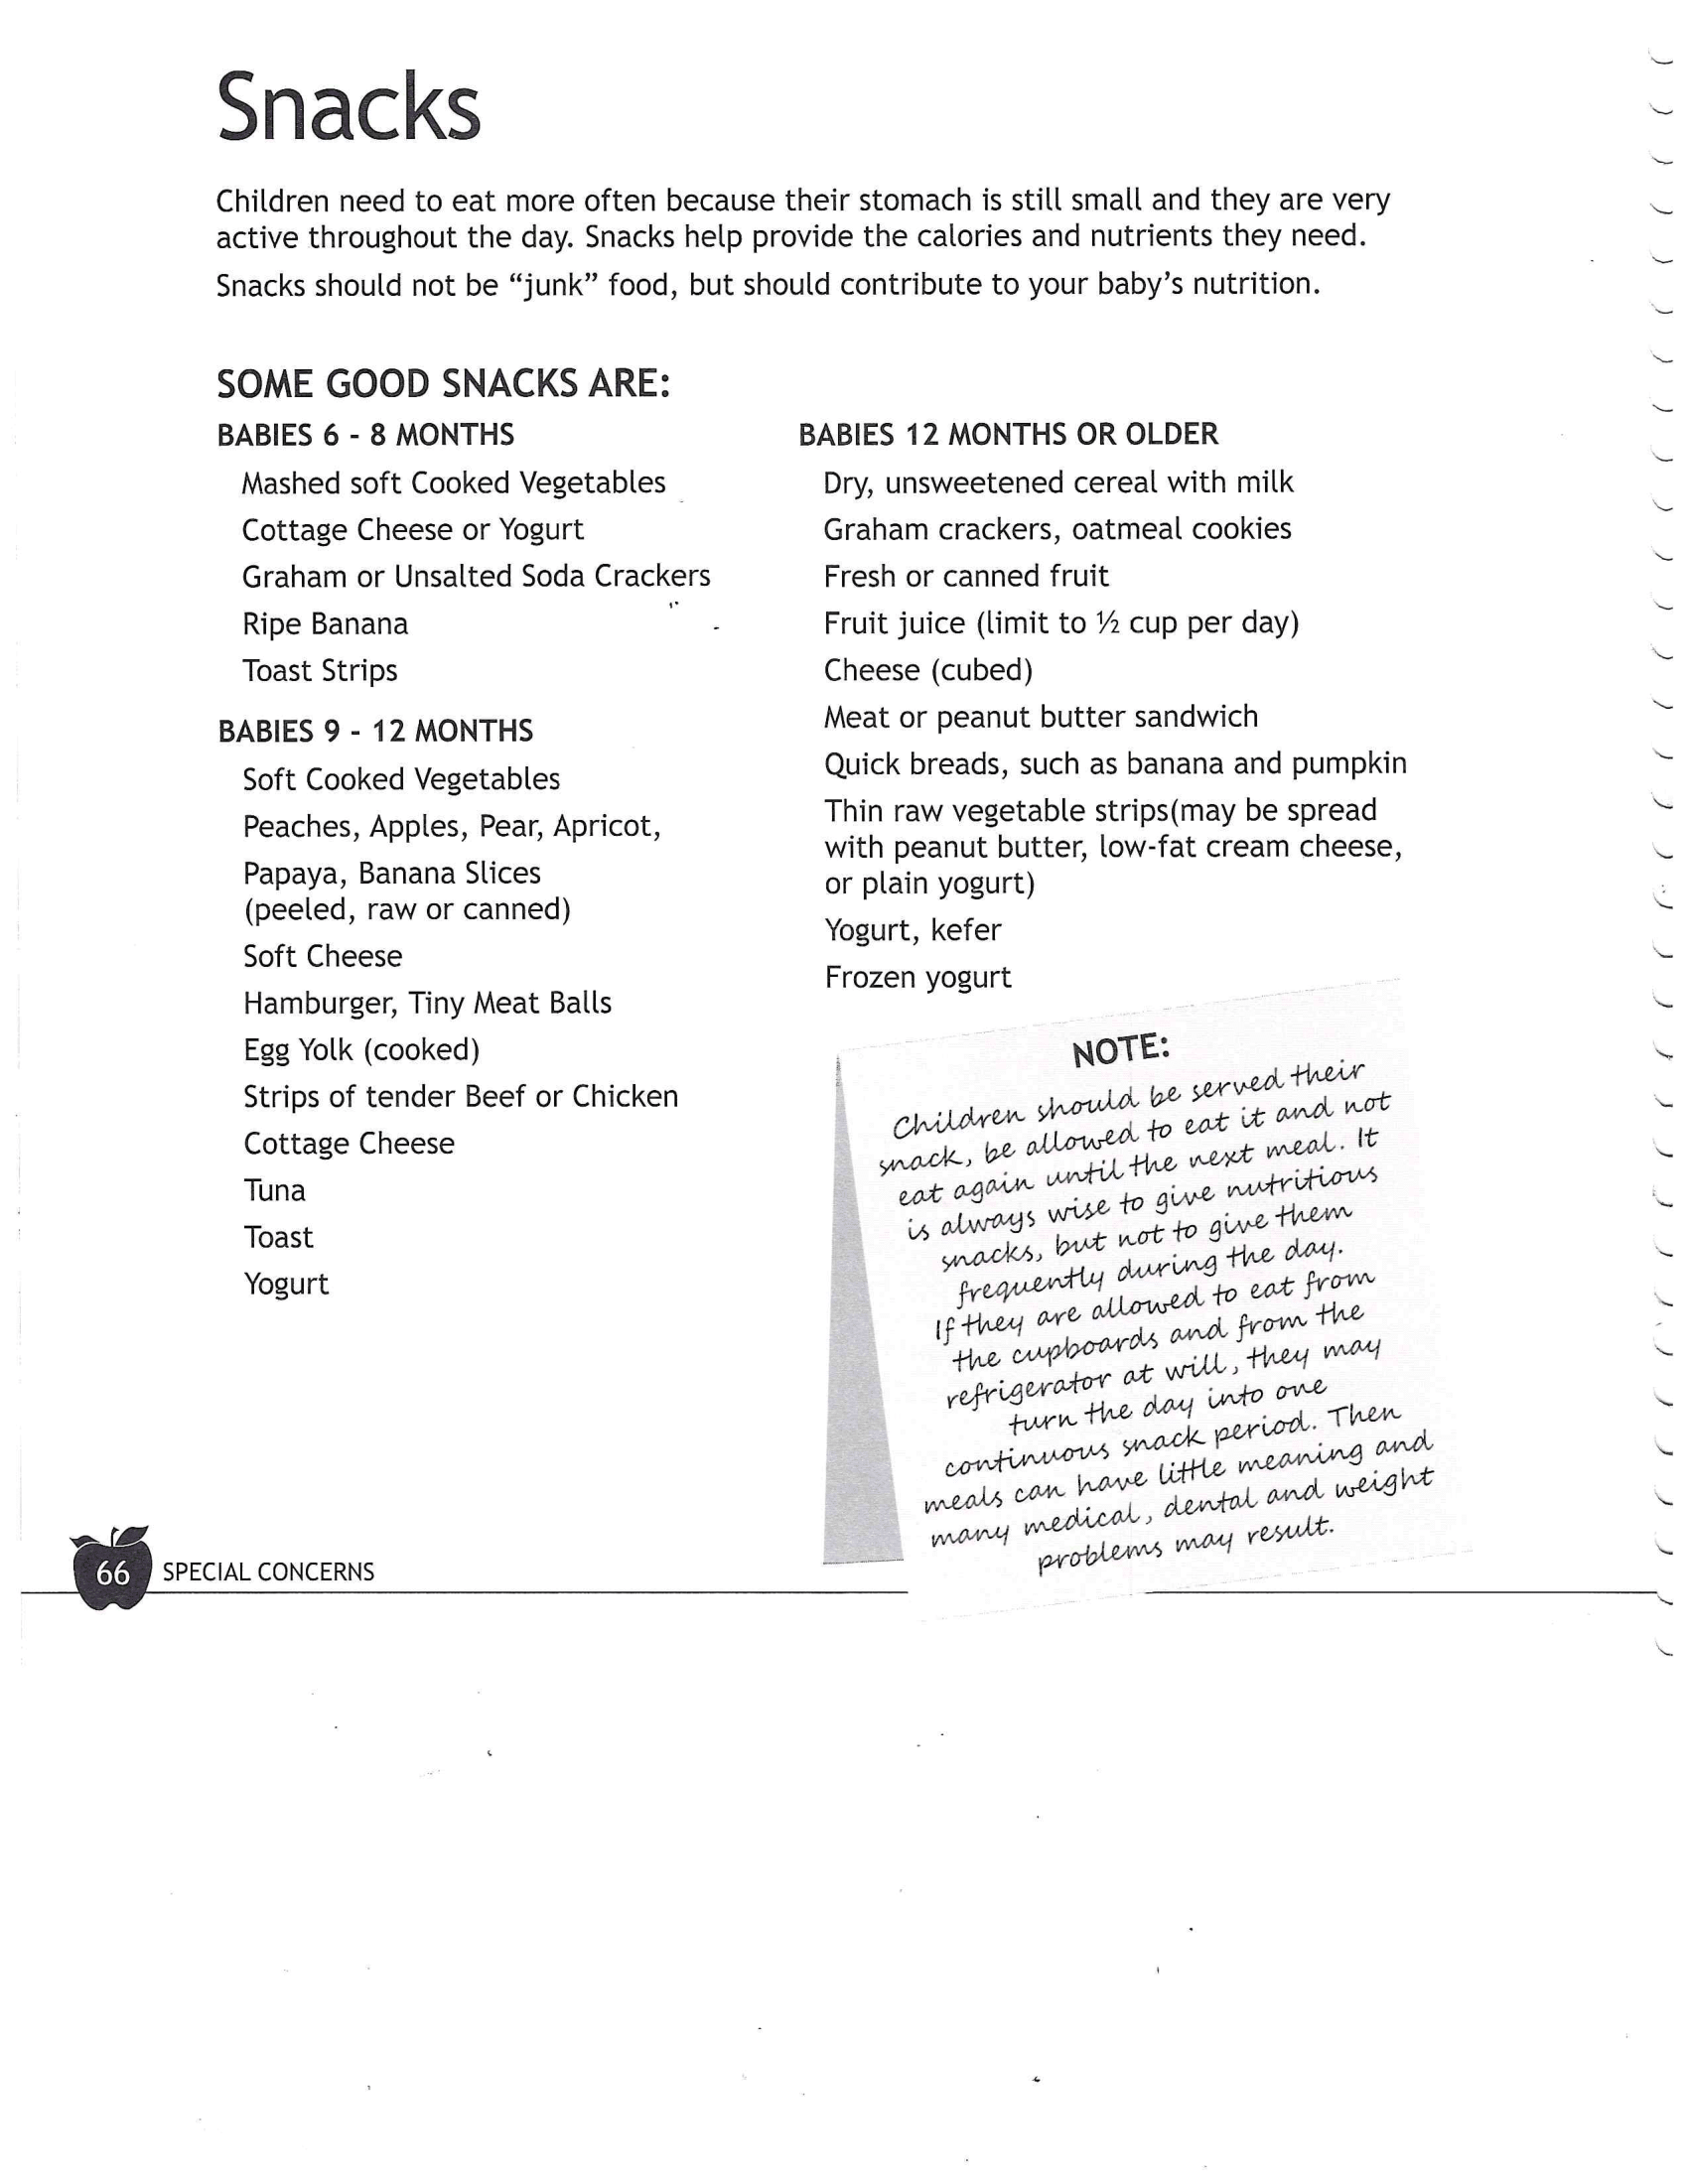 Snacks
Children need to eat more often because their stomach is still small and they are very
active throughout the day. Snacks help provide the calories and nutrients they need.
Snacks should not be “junk” food, but should contribute to your baby’s nutrition.
SOME GOOD SNACKS ARE:
BABIES 6 - 8 MONTHS
Mashed soft Cooked Vegetables
Cottage Cheese or Yogurt
Graham or Unsalted Soda Crackers
Ripe Banana
Toast Strips
BABIES 9 - 12 MONTHS
Soft Cooked Vegetables
Peaches, Apples, Pear, Apricot,
Papaya, Banana Slices
(peeled, raw or canned)
Soft Cheese
Hamburger, Tiny Meat Balls
Egg Yolk (cooked)
Strips of tender Beef or Chicken
Cottage Cheese
Tuna
Toast
Yogurt
BABIES 12 MONTHS OR OLDER
Dry, unsweetened cereal with milk
Graham crackers, oatmeal cookies
Fresh or canned fruit
Fruit juice (limit to ½ cup per day)
Cheese (cubed)
Meat or peanut butter sandwich
Quick breads, such as banana and pumpkin
Thin raw vegetable strips(may be spread
with peanut butter, low-fat cream cheese,
or plain yogurt)
Yogurt, kefer
Frozen yogurt
NOTE:
Children should be served their
snack, be allowed to eat it and not
eat again until the next meal. It
is always wise to give nutritious
snacks, but not to give them
frequently during the day.
If they are allowed to eat from
the cupboards and from the
refrigerator at will, they may
turn the day into one
continuous snack period. Then
meals can have little meaning and
many medical, dental and weight
problems may result.
66 SPECIAL CONCERNS